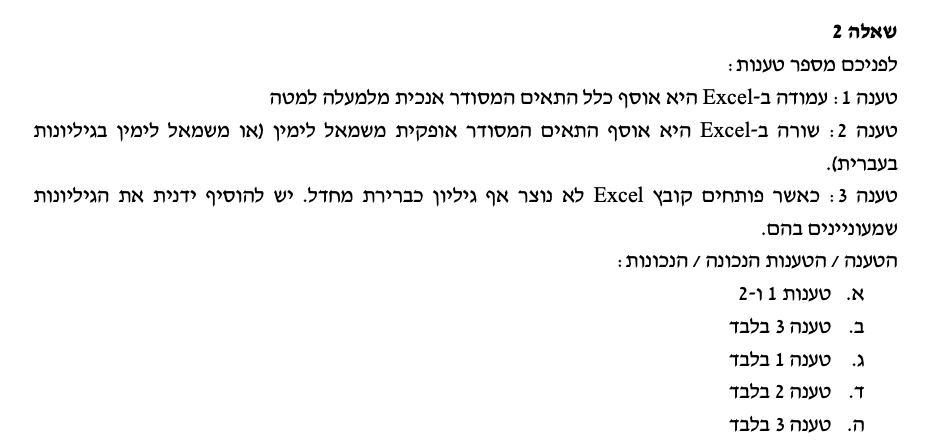 שאלה 2
לפניכם מספר טענות:
טענה 1: עמודה ב-Excel היא אוסף כלל התאים המסודר אנכית מלמעלה למטה
טענה 2: שורה ב-Excel היא אוסף התאים המסודר אופקית משמאל לימין (או משמאל לימין בגיליונות
בעברית).
טענה 3: כאשר פותחים קובץ Excel לא נוצר אף גיליון כברירת מחדל. יש להוסיף ידנית את הגיליונות
שמעוניינים בהם.
הטענה / הטענות הנכונה / הנכונות:
א. טענות 1 ו-2
ב. טענה 3 בלבד
ג. טענה 1 בלבד
ד. טענה 2 בלבד
ה. טענה 3 בלבד